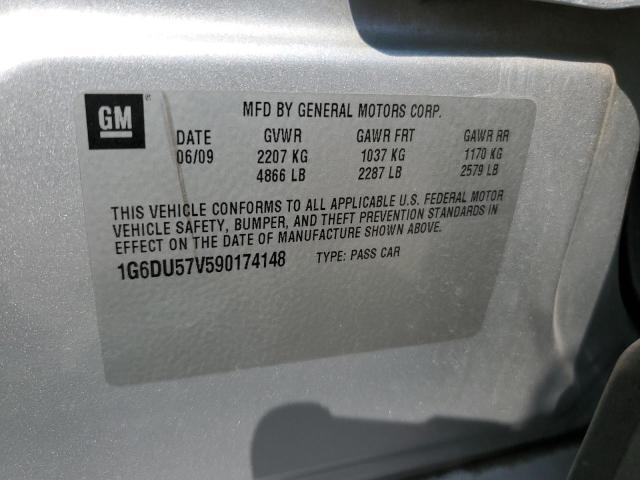 GM®
MFD BY GENERAL MOTORS CORP.
DATE GVWR GAWR FRT GAWR RR
06/09 2207 KG 1037 KG 1170 KG
4866 LB 2287 LB 2579 LB
THIS VEHICLE CONFORMS TO ALL APPLICABLE U.S. FEDERAL MOTOR
VEHICLE SAFETY, BUMPER, AND THEFT PREVENTION STANDARDS IN
EFFECT ON THE DATE OF MANUFACTURE SHOWN ABOVE.
1G6DU57V590174148 TYPE: PASS CAR